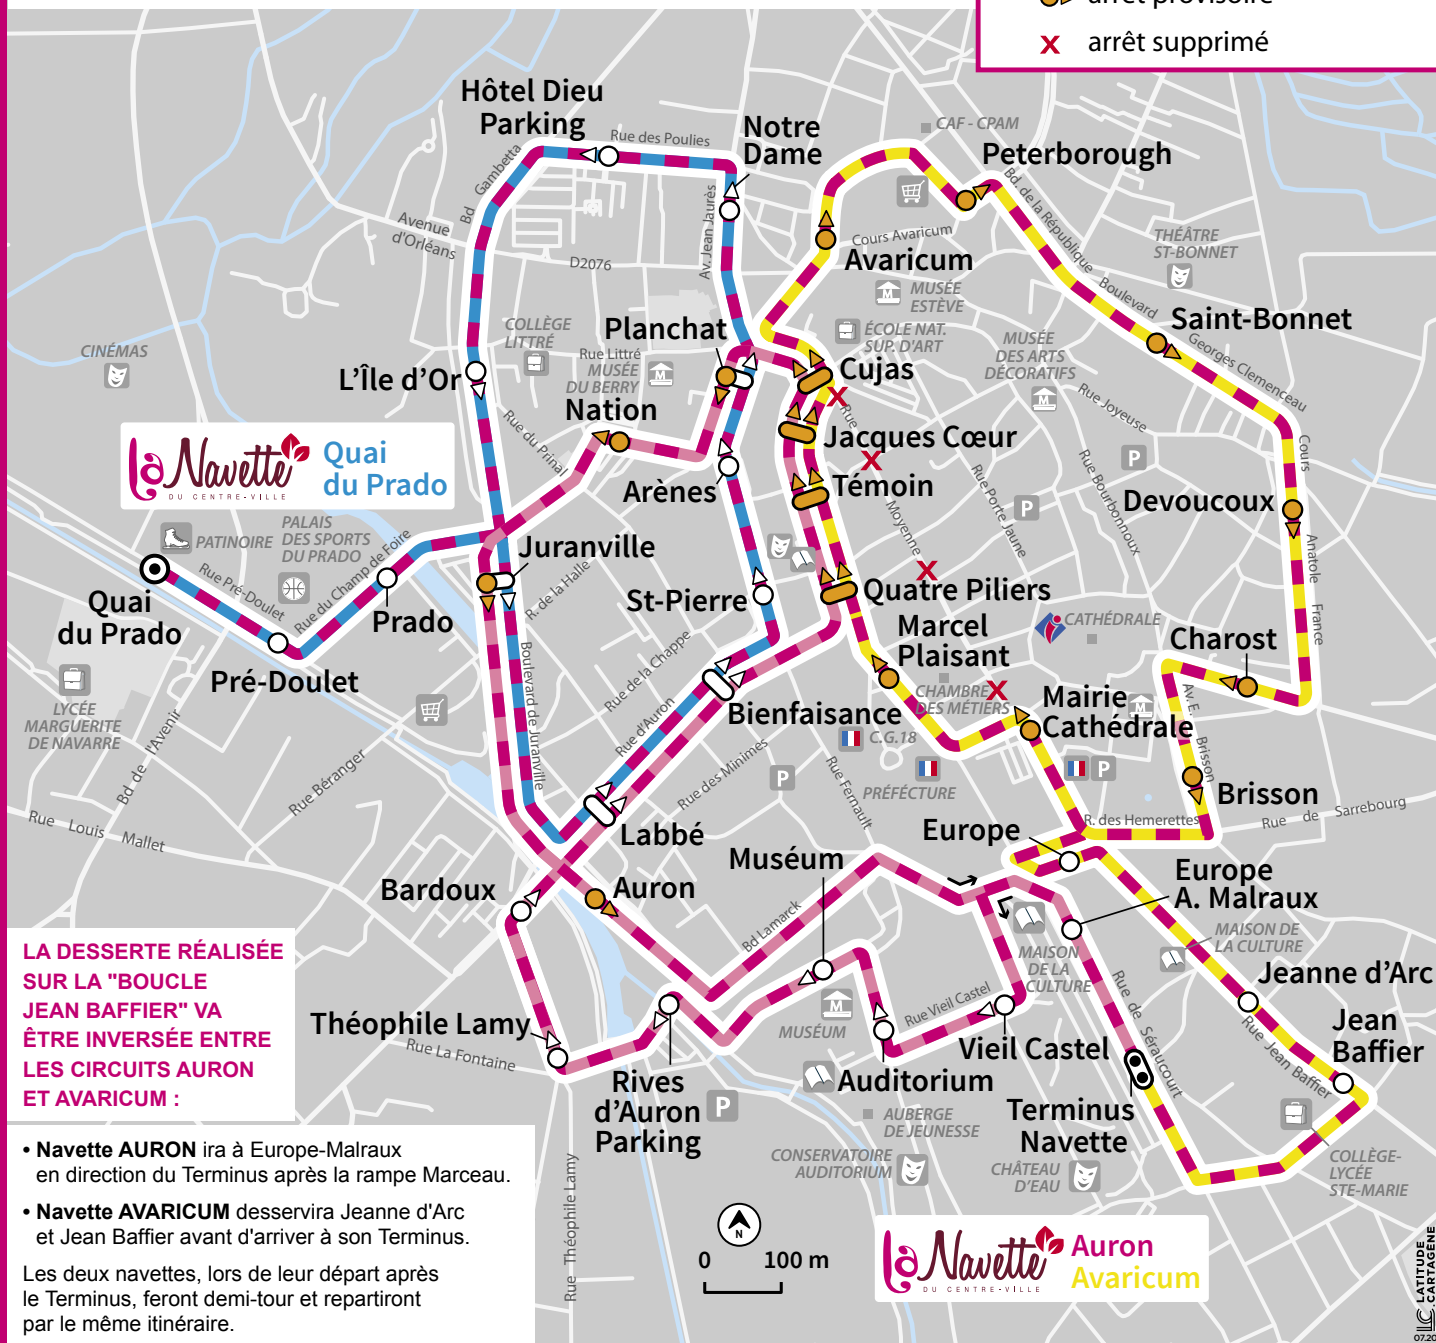 arrêt provisoire
x arrêt supprimé
Hôtel Dieu
Parking
Rue des Poulies
Notre
Dame
CAF - CPAM
Peterborough
Bd Gambetta
Avenue
d'Orléans
D2076
Av. Jean Jaurès
Cours Avaricum
Avaricum
Bd. de la République
THÉÂTRE
ST-BONNET
MUSÉE
ESTÈVE
Boulevard
Georges Clemenceau
Saint-Bonnet
CINÉMAS
COLLÈGE
LITTRÉ
Planchat
Rue Littré
MUSÉE
DU BERRY
ÉCOLE NAT.
SUP. D'ART
MUSÉE
DES ARTS
DÉCORATIFS
Cujas
L'Île d'Or
Nation
Rue du Prinal
Rue Joyeuse
Jacques Cœur
Rue
Moyenne
la Navette
DU CENTRE-VILLE
Quai
du Prado
Arènes
Témoin
Rue Porte Jaune
Rue Bourbonnoux
P
P
Devoucoux
Cours
Anatole
France
PATINOIRE
PALAIS
DES SPORTS
DU PRADO
Rue Pré-Doulet
Rue du Champ de Foire
Juranville
R. de la Halle
Quai
du Prado
Prado
St-Pierre
Quatre Piliers
Marcel
Plaisant
CATHÉDRALE
Charost
Pré-Doulet
Boulevard de Juranville
Rue de la Chappe
Rue d'Auron
LYCÉE
MARGUERITE
DE NAVARRE
Bd de l'Avenir
Bienfaisance
CHAMBRE
DES MÉTIERS
Mairie
Cathédrale
Av. E. Brisson
C.G.18
Rue des Minimes
P
Rue Fernault
PRÉFÉCTURE
P
Brisson
Rue Béranger
Rue Louis Mallet
Labbé
Europe
R. des Hemerettes
Rue de Sarrebourg
Muséum
Europe
A. Malraux
Bardoux
Auron
Bd Lamarck
MAISON
DE LA
CULTURE
MAISON DE
LA CULTURE
Jeanne d'Arc
LA DESSERTE RÉALISÉE
SUR LA "BOUCLE
JEAN BAFFIER" VA
ÊTRE INVERSÉE ENTRE
LES CIRCUITS AURON
ET AVARICUM :
Théophile Lamy
Rue La Fontaine
MUSÉUM
Rue Vieil Castel
Vieil Castel
Rue de Séraucourt
Rue Jean Baffier
Jean
Baffier
Rives
d'Auron
Parking
P
Auditorium
AUBERGE
DE JEUNESSE
Terminus
Navette
• Navette AURON ira à Europe-Malraux
en direction du Terminus après la rampe Marceau.
• Navette AVARICUM desservira Jeanne d'Arc
et Jean Baffier avant d'arriver à son Terminus.
Les deux navettes, lors de leur départ après
le Terminus, feront demi-tour et repartiront
par le même itinéraire.
Rue Théophile Lamy
CONSERVATOIRE
AUDITORIUM
CHÂTEAU
D'EAU
COLLÈGE-
LYCÉE
STE-MARIE
N
0 100 m
la Navette
DU CENTRE-VILLE
Auron
Avaricum
LATITUDE
CARTAGÈNE